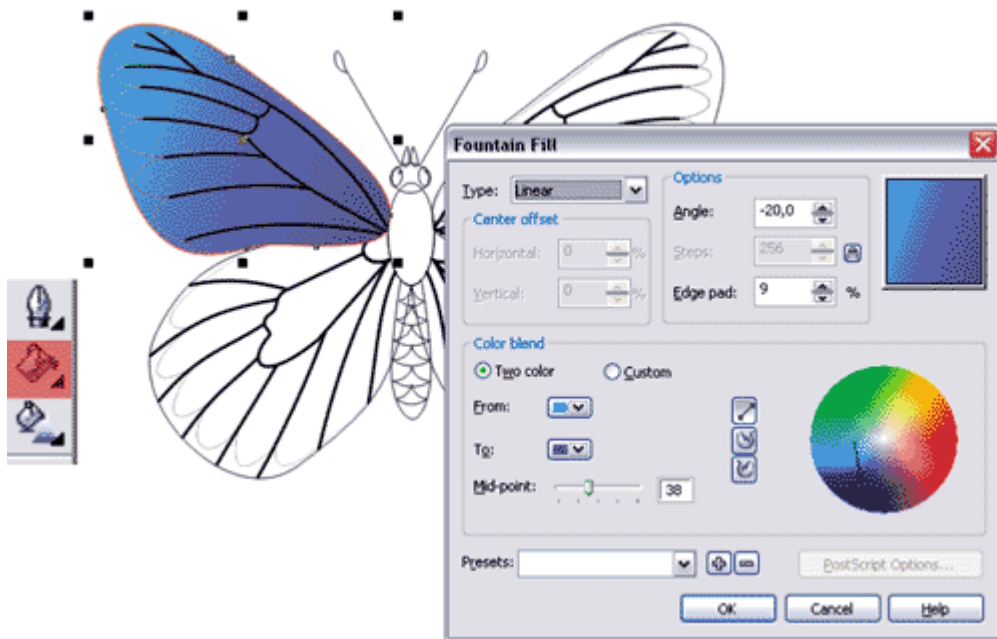 Fountain Fill
Type: Linear
Options
Angle: -20,0
Steps: 256
Edge pad: 9 %
Center offset
Horizontal: 0 %
Vertical: 0 %
Color blend
Two color Custom
From:
To:
Mid-point: 38
Presets:
PostScript Options...
OK Cancel Help